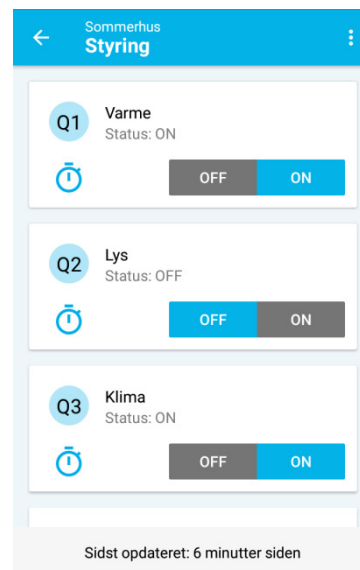 Sommerhus
Styring
Q1
Varme
Status: ON
OFF ON
Q2
Lys
Status: OFF
OFF ON
Q3
Klima
Status: ON
OFF ON
Sidst opdateret: 6 minutter siden